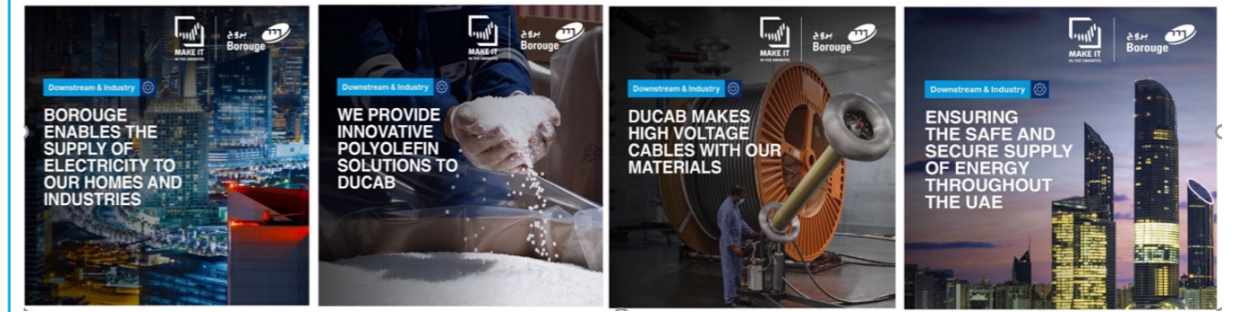 MAKE IT
IN THE EMIRATES
بروج
Borouge
Downstream & Industry
BOROUGE
ENABLES THE
SUPPLY OF
ELECTRICITY TO
OUR HOMES AND
INDUSTRIES
MAKE IT
IN THE EMIRATES
بروج
Borouge
Downstream & Industry
WE PROVIDE
INNOVATIVE
POLYOLEFIN
SOLUTIONS TO
DUCAB
MAKE IT
IN THE EMIRATES
بروج
Borouge
Downstream & Industry
DUCAB MAKES
HIGH VOLTAGE
CABLES WITH OUR
MATERIALS
MAKE IT
IN THE EMIRATES
بروج
Borouge
Downstream & Industry
ENSURING
THE SAFE AND
SECURE SUPPLY
OF ENERGY
THROUGHOUT
THE UAE